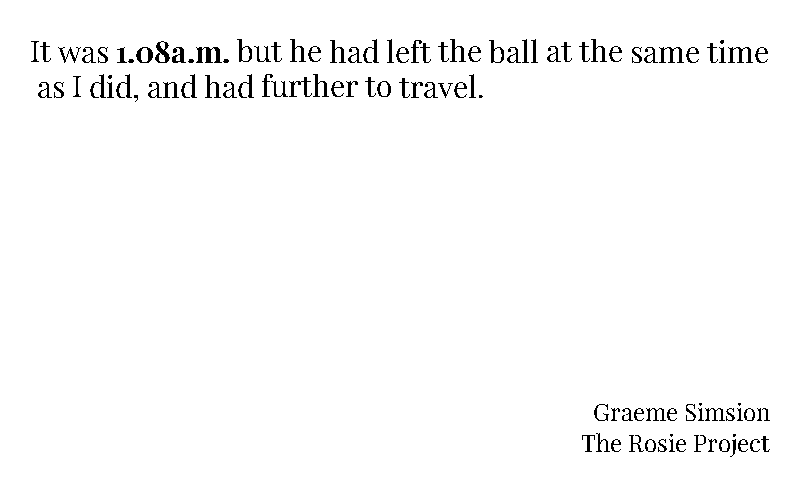 It was 1.08a.m. but he had left the ball at the same time
as I did, and had further to travel.
Graeme Simsion
The Rosie Project